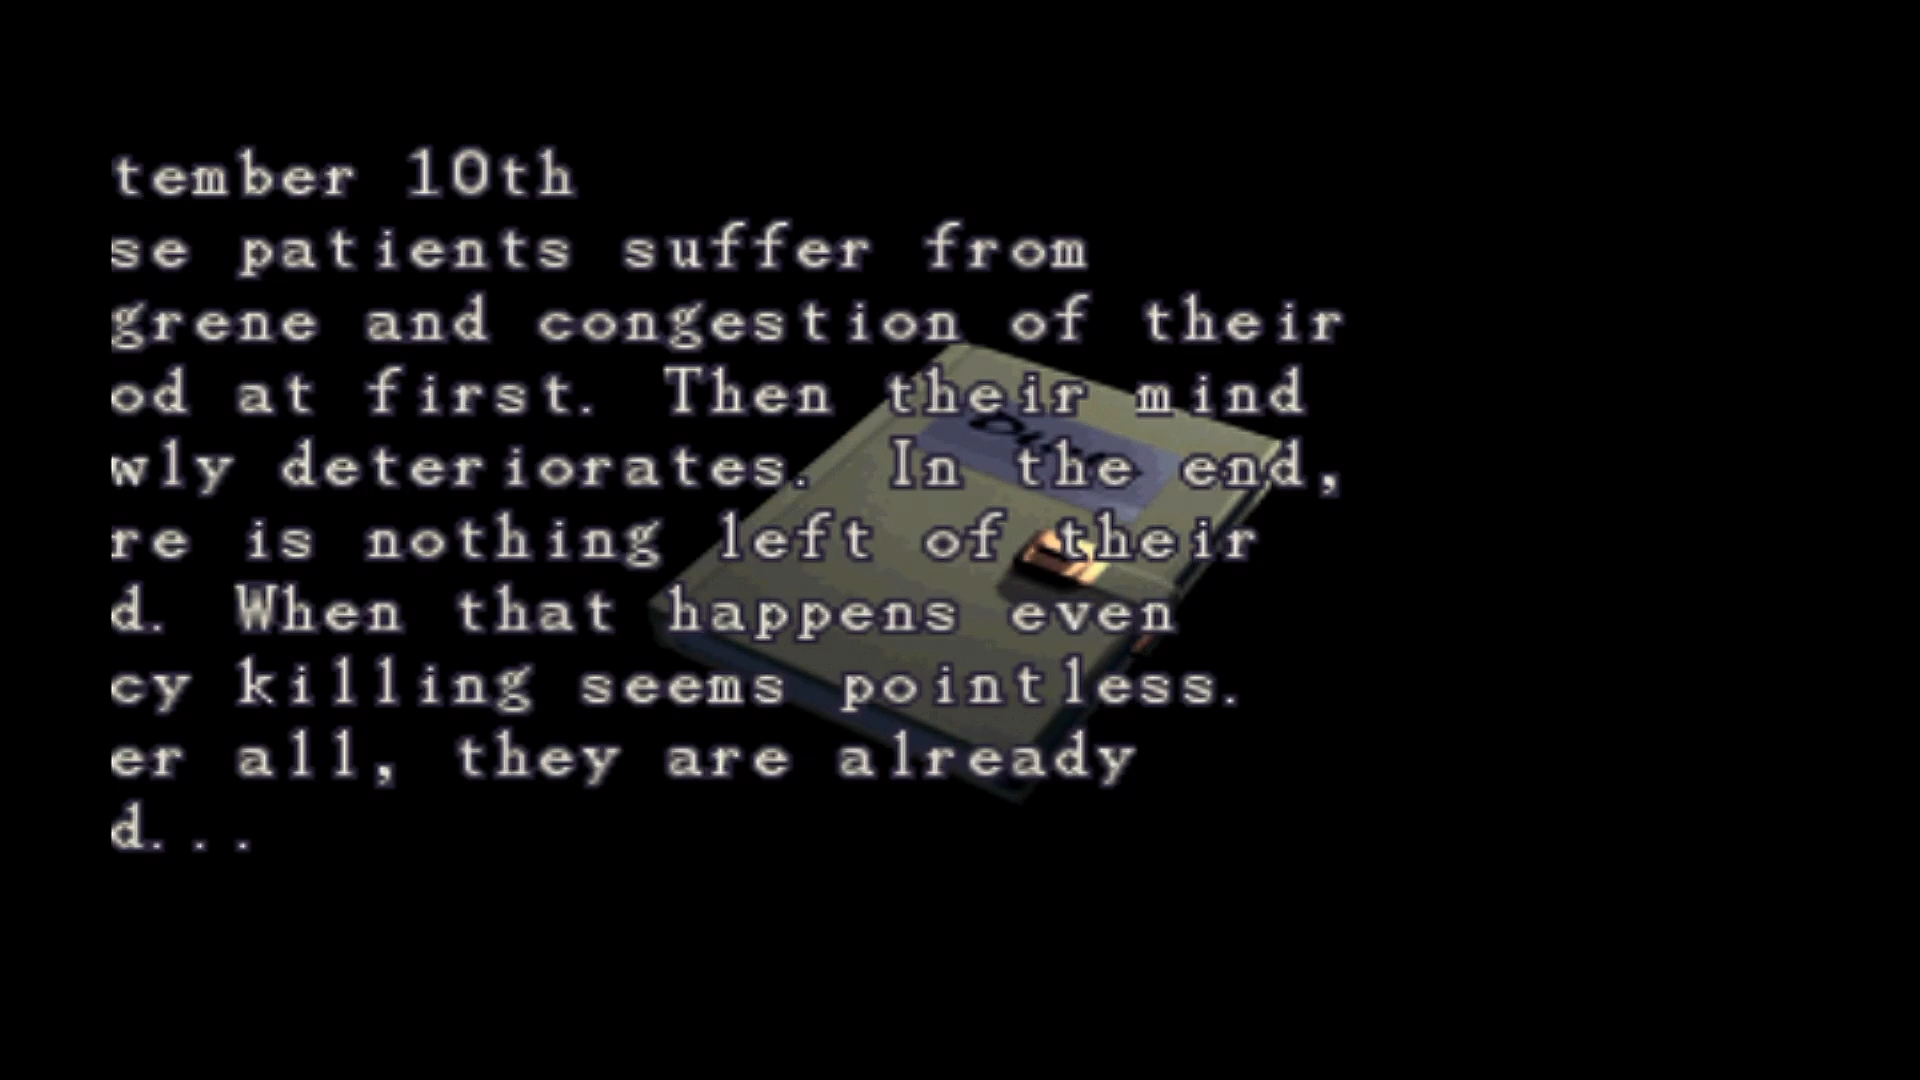 tember 10th
se patients suffer from
grene and congestion of their
od at first. Then their mind
wly deteriorates. In the end,
re is nothing left of their
d. When that happens even
cy killing seems pointless.
er all, they are already
d...